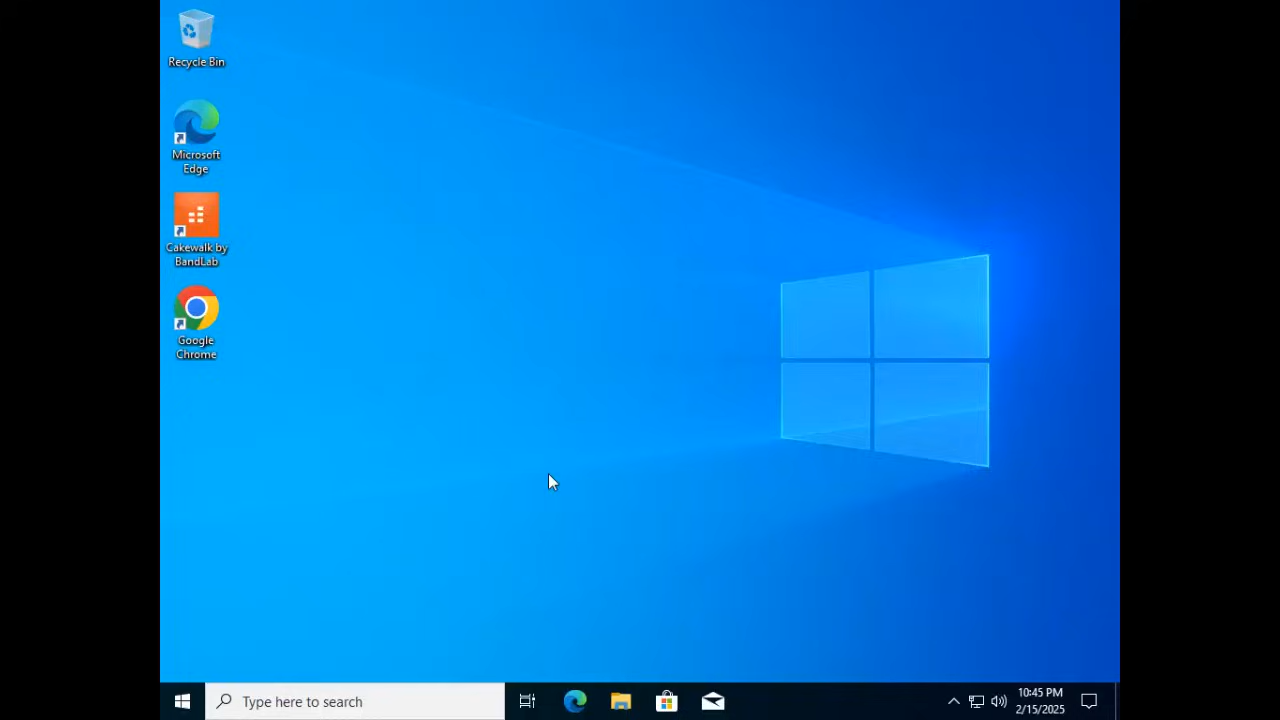 Recycle Bin
Microsoft
Edge
Cakewalk by
BandLab
Google
Chrome
Type here to search
10:45 PM
2/15/2025